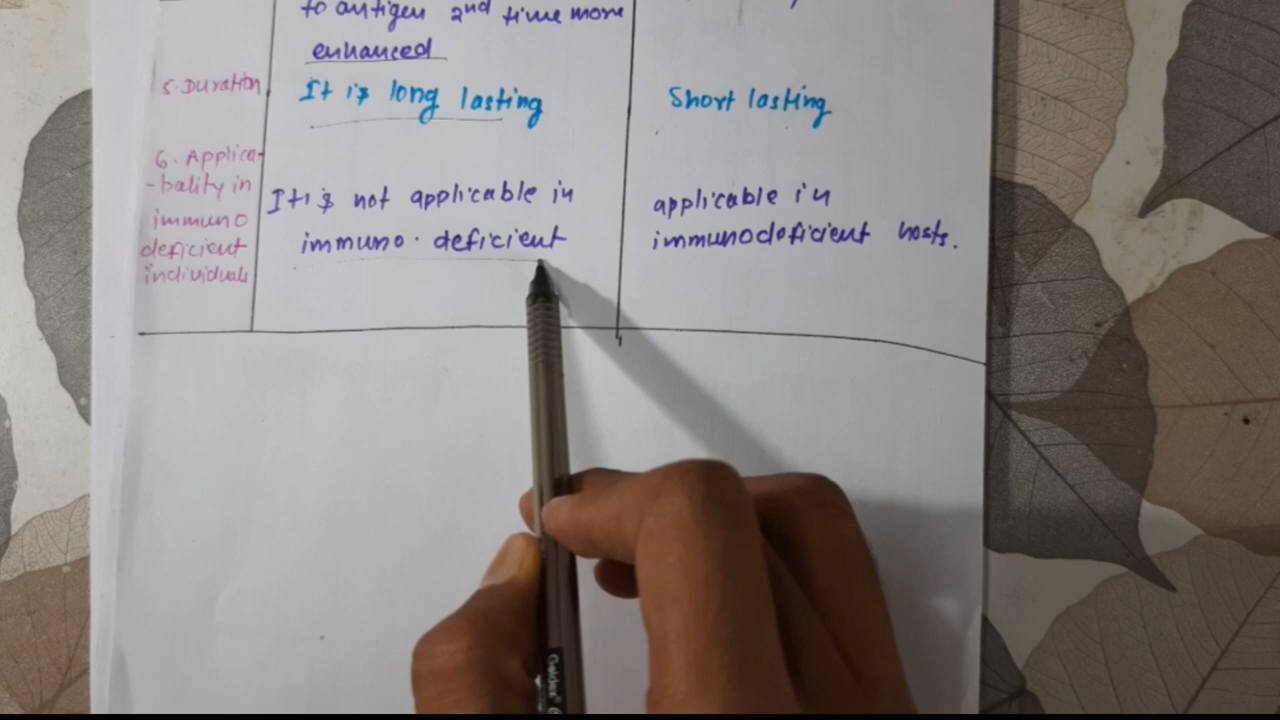 to antigen 2nd time more
enhanced
5. Duration
It is long lasting
Short lasting
6. Applica-
-bality in
immuno
deficient
individuals
It is not applicable in
immuno. deficient
applicable in
immunodeficient hosts.